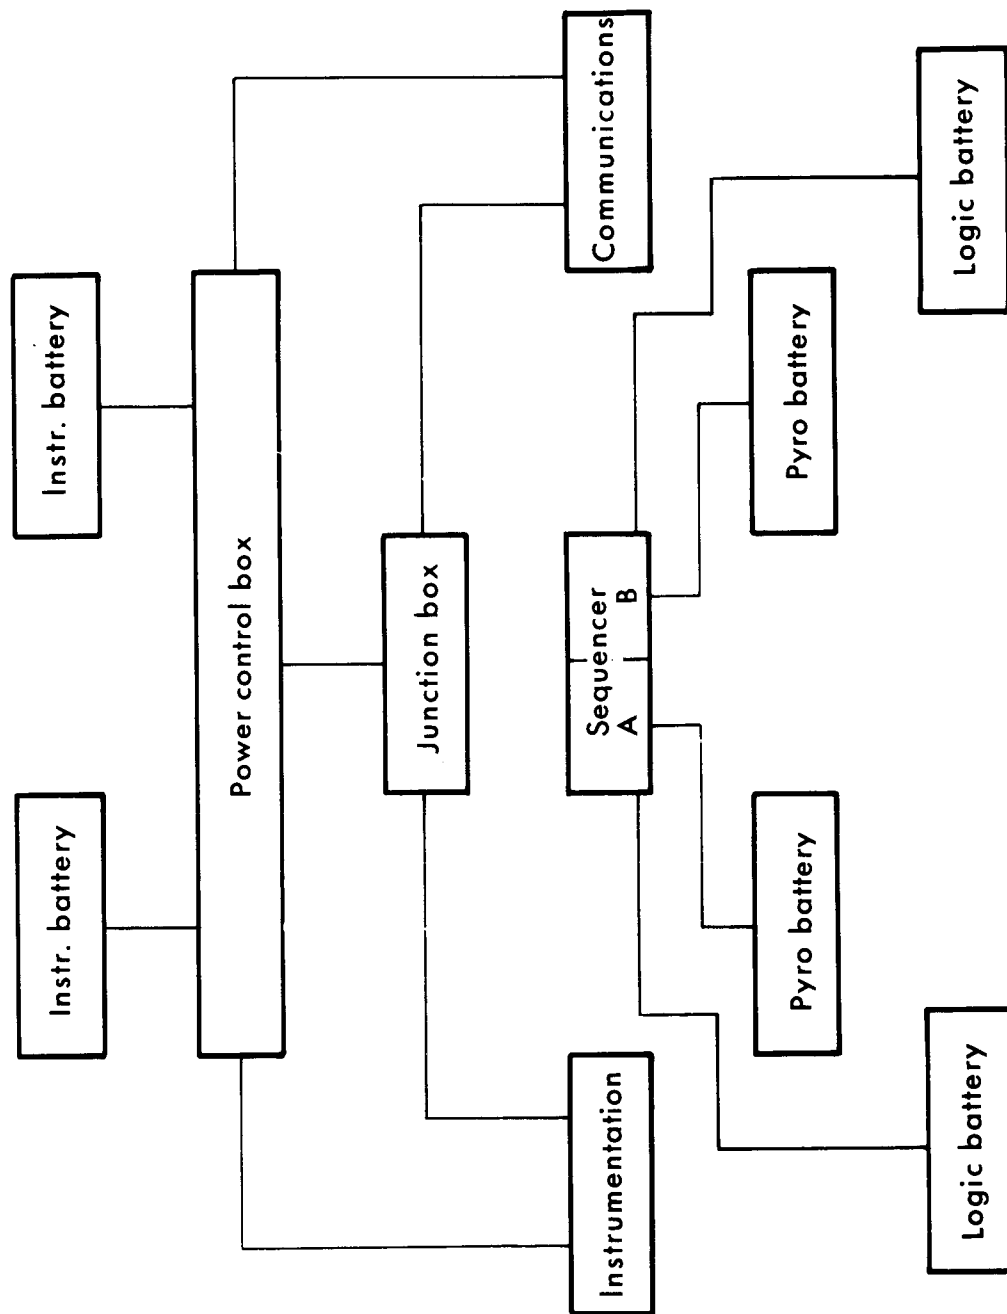 Instr. battery
Instr. battery
Power control box
Junction box
Instrumentation
Sequencer
A B
Communications
Pyro battery
Pyro battery
Logic battery
Logic battery